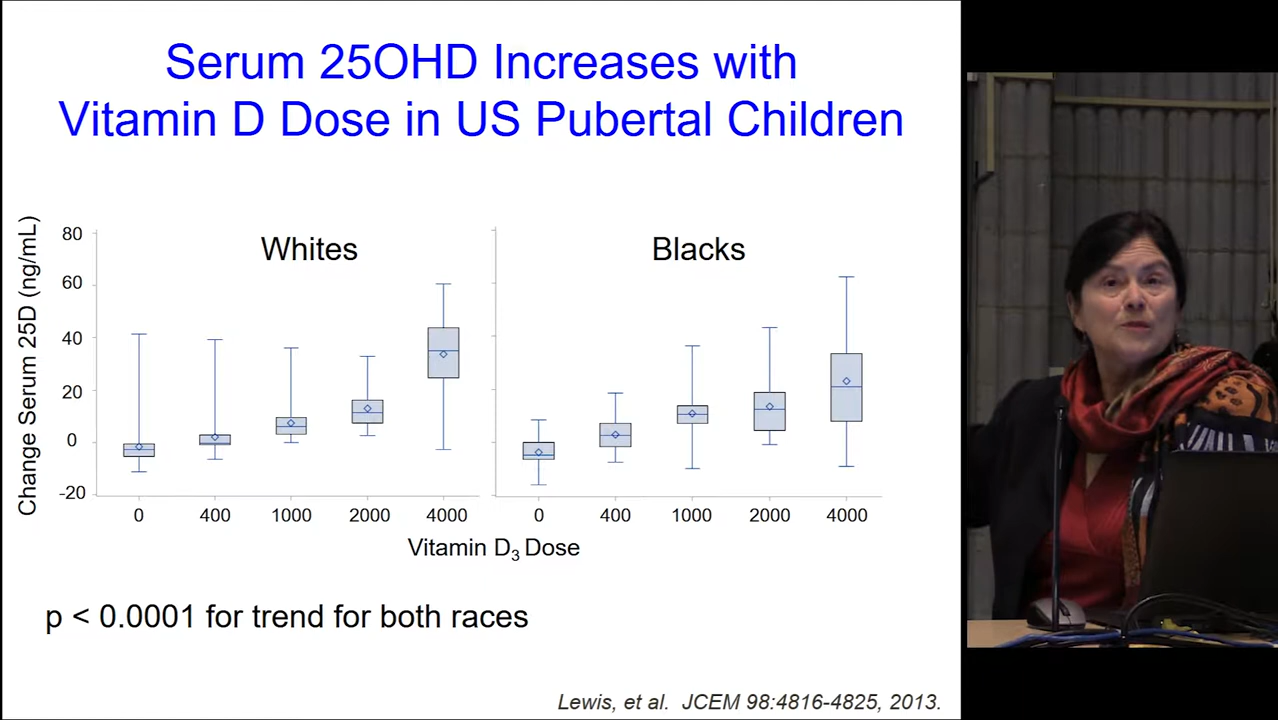 Serum 25OHD Increases with
Vitamin D Dose in US Pubertal Children
Change Serum 25D (ng/mL)
80
60
40
20
0
-20
Whites
Blacks
0 400 1000 2000 4000
0 400 1000 2000 4000
Vitamin D3 Dose
p < 0.0001 for trend for both races
Lewis, et al. JCEM 98:4816-4825, 2013.